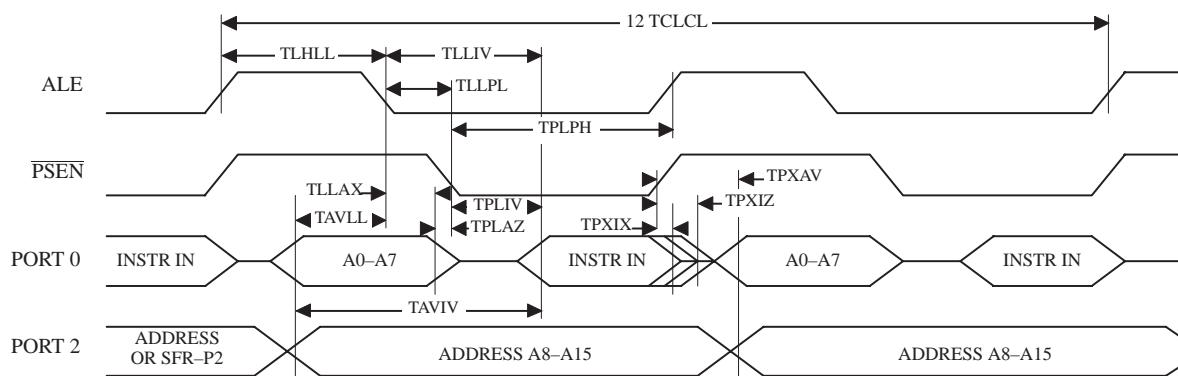 12 TCLCL
TLHLL
TLLIV
ALE
TLLPL
TPLPH
PSEN
TLLAX
TPXAV
TPLIV
TPXIZ
TAVLL
TPLAZ
TPXIX
PORT 0
INSTR IN
A0–A7
INSTR IN
A0–A7
INSTR IN
TAVIV
PORT 2
ADDRESS
OR SFR–P2
ADDRESS A8–A15
ADDRESS A8–A15